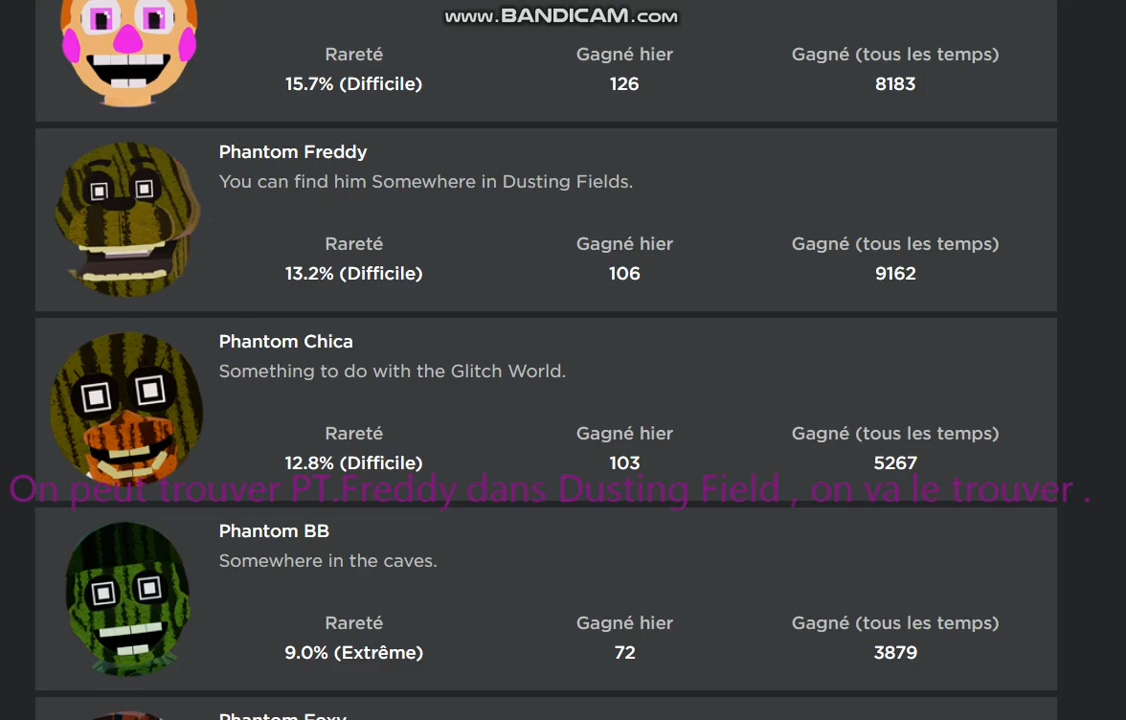 www.BANDICAM.com
Rareté Gagné hier Gagné (tous les temps)
15.7% (Difficile) 126 8183
Phantom Freddy
You can find him Somewhere in Dusting Fields.
Rareté Gagné hier Gagné (tous les temps)
13.2% (Difficile) 106 9162
Phantom Chica
Something to do with the Glitch World.
Rareté Gagné hier Gagné (tous les temps)
12.8% (Difficile) 103 5267
On peut trouver PT.Freddy dans Dusting Field , on va le trouver .
Phantom BB
Somewhere in the caves.
Rareté Gagné hier Gagné (tous les temps)
9.0% (Extrême) 72 3879
Phantom Foxy